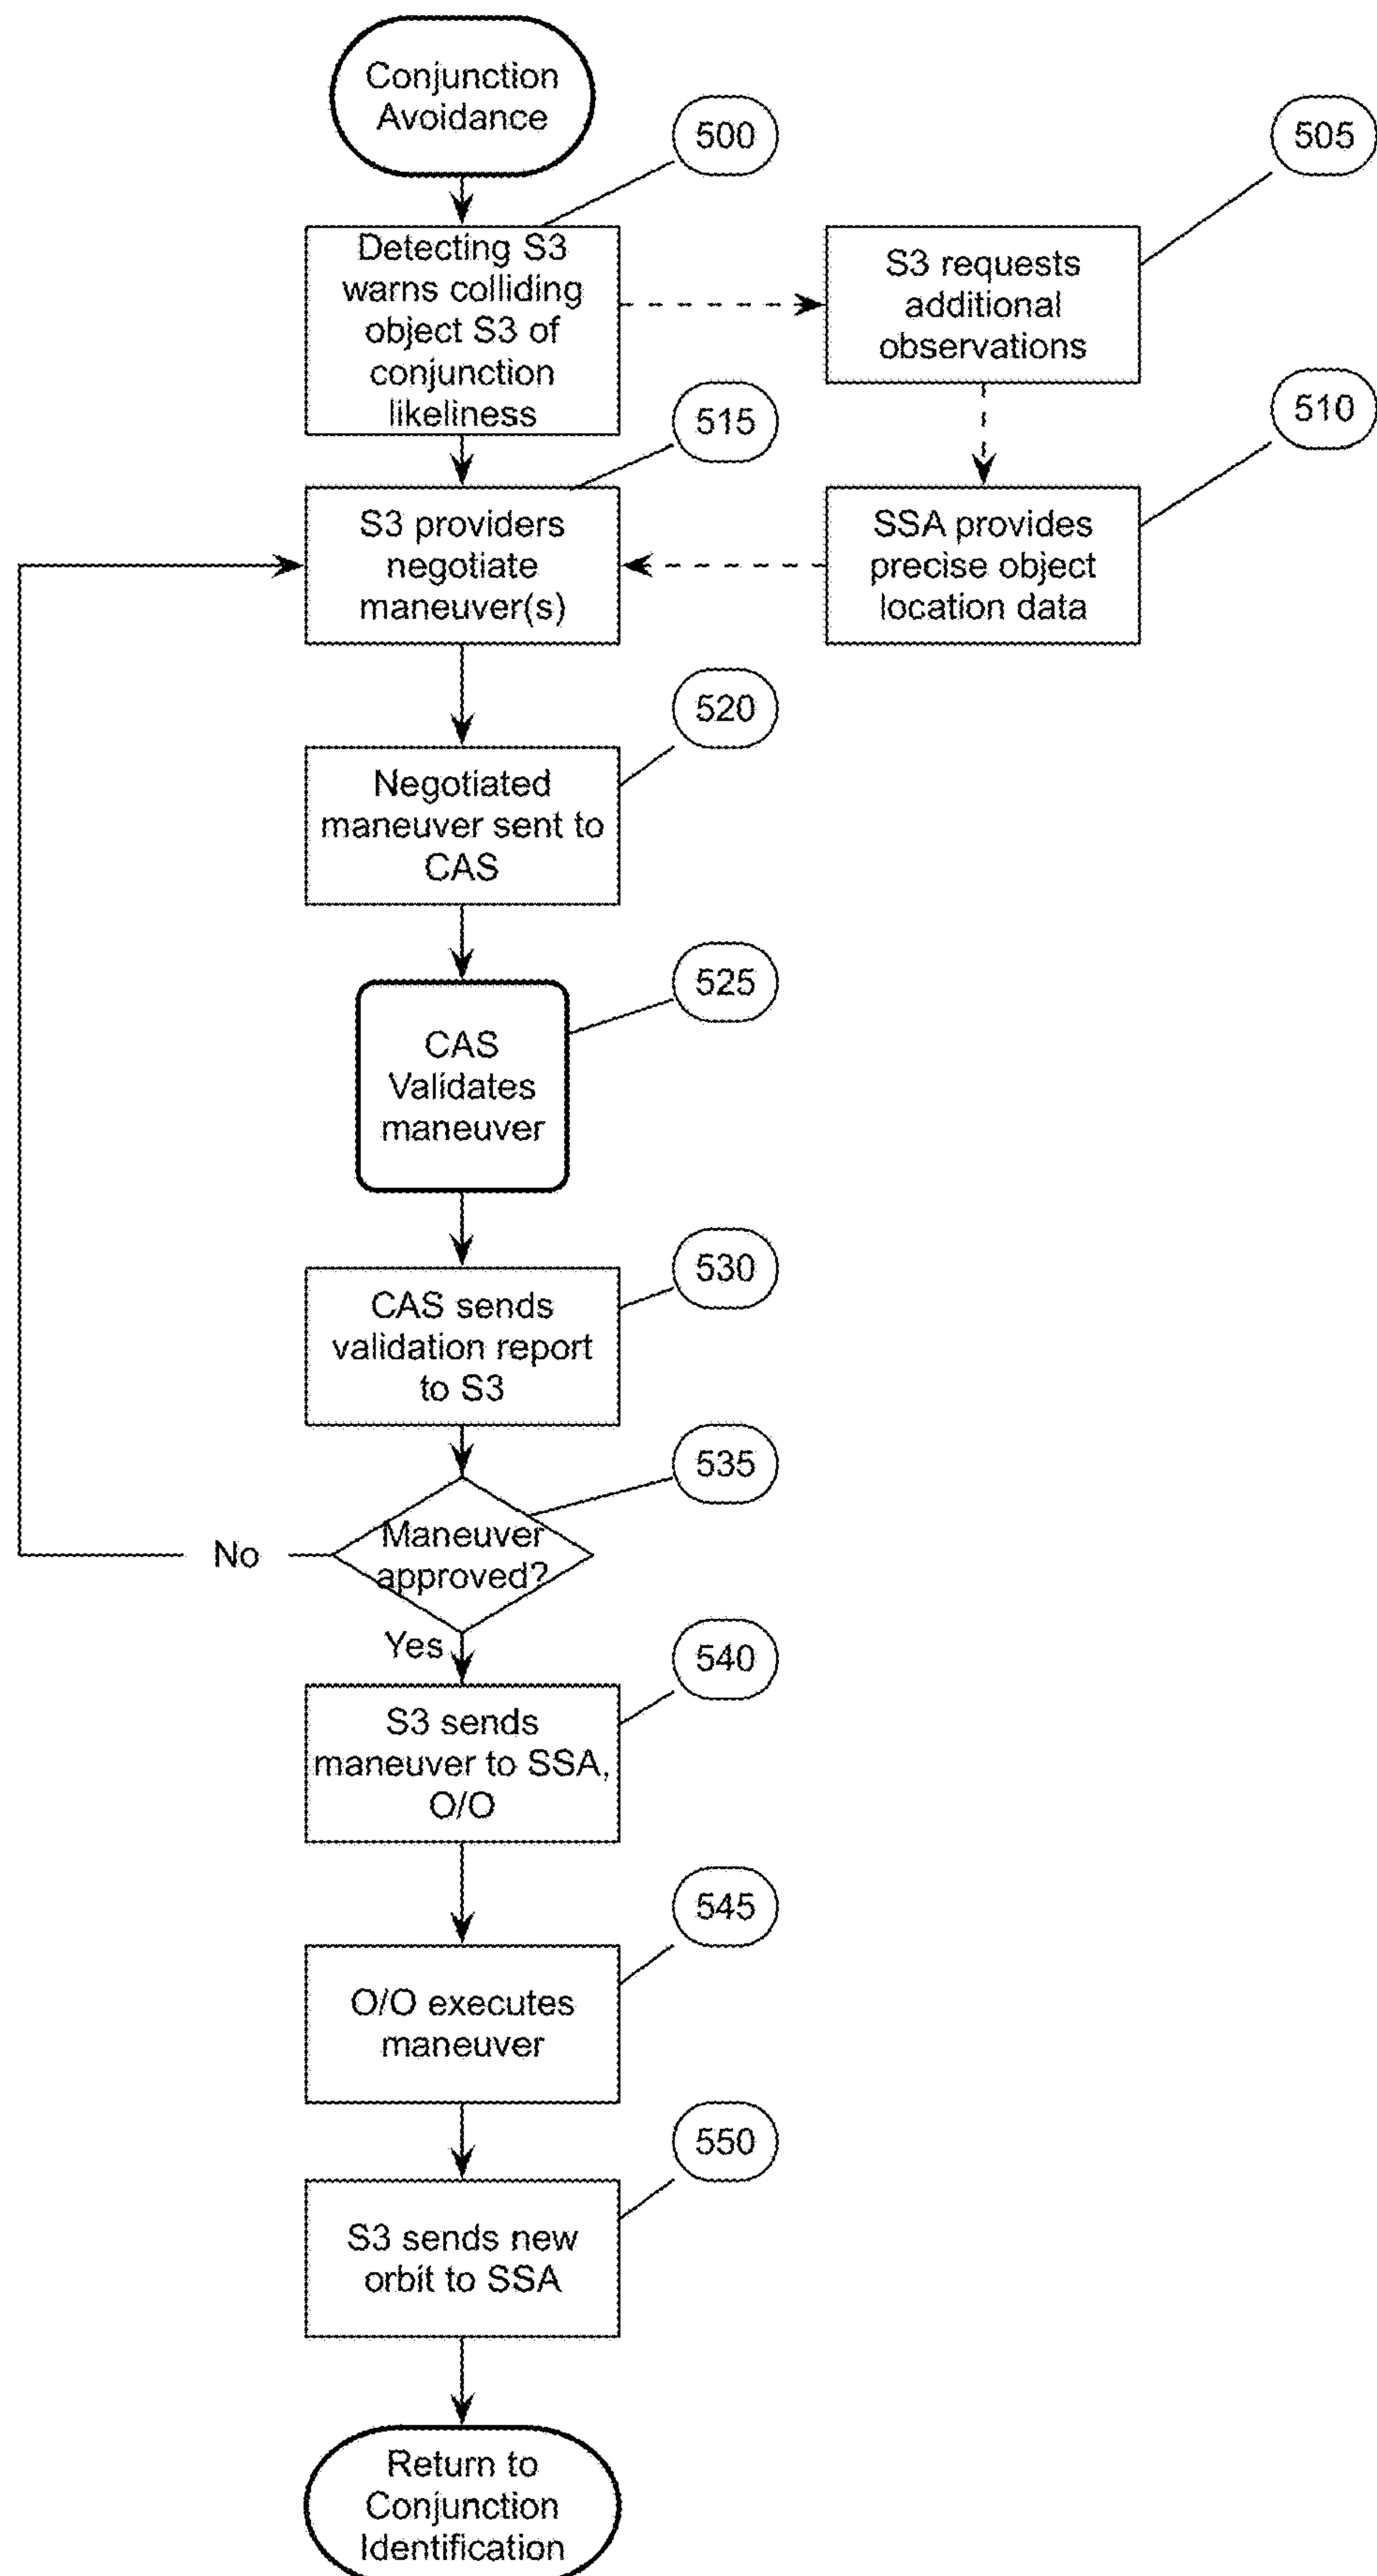 Conjunction
Avoidance
500
505
Detecting S3
warns colliding
object S3 of
conjunction
likeliness
S3 requests
additional
observations
515
510
S3 providers
negotiate
maneuver(s)
SSA provides
precise object
location data
520
Negotiated
maneuver sent to
CAS
525
CAS
Validates
maneuver
530
CAS sends
validation report
to S3
535
Maneuver
approved?
No
Yes
540
S3 sends
maneuver to SSA,
O/O
545
O/O executes
maneuver
550
S3 sends new
orbit to SSA
Return to
Conjunction
Identification